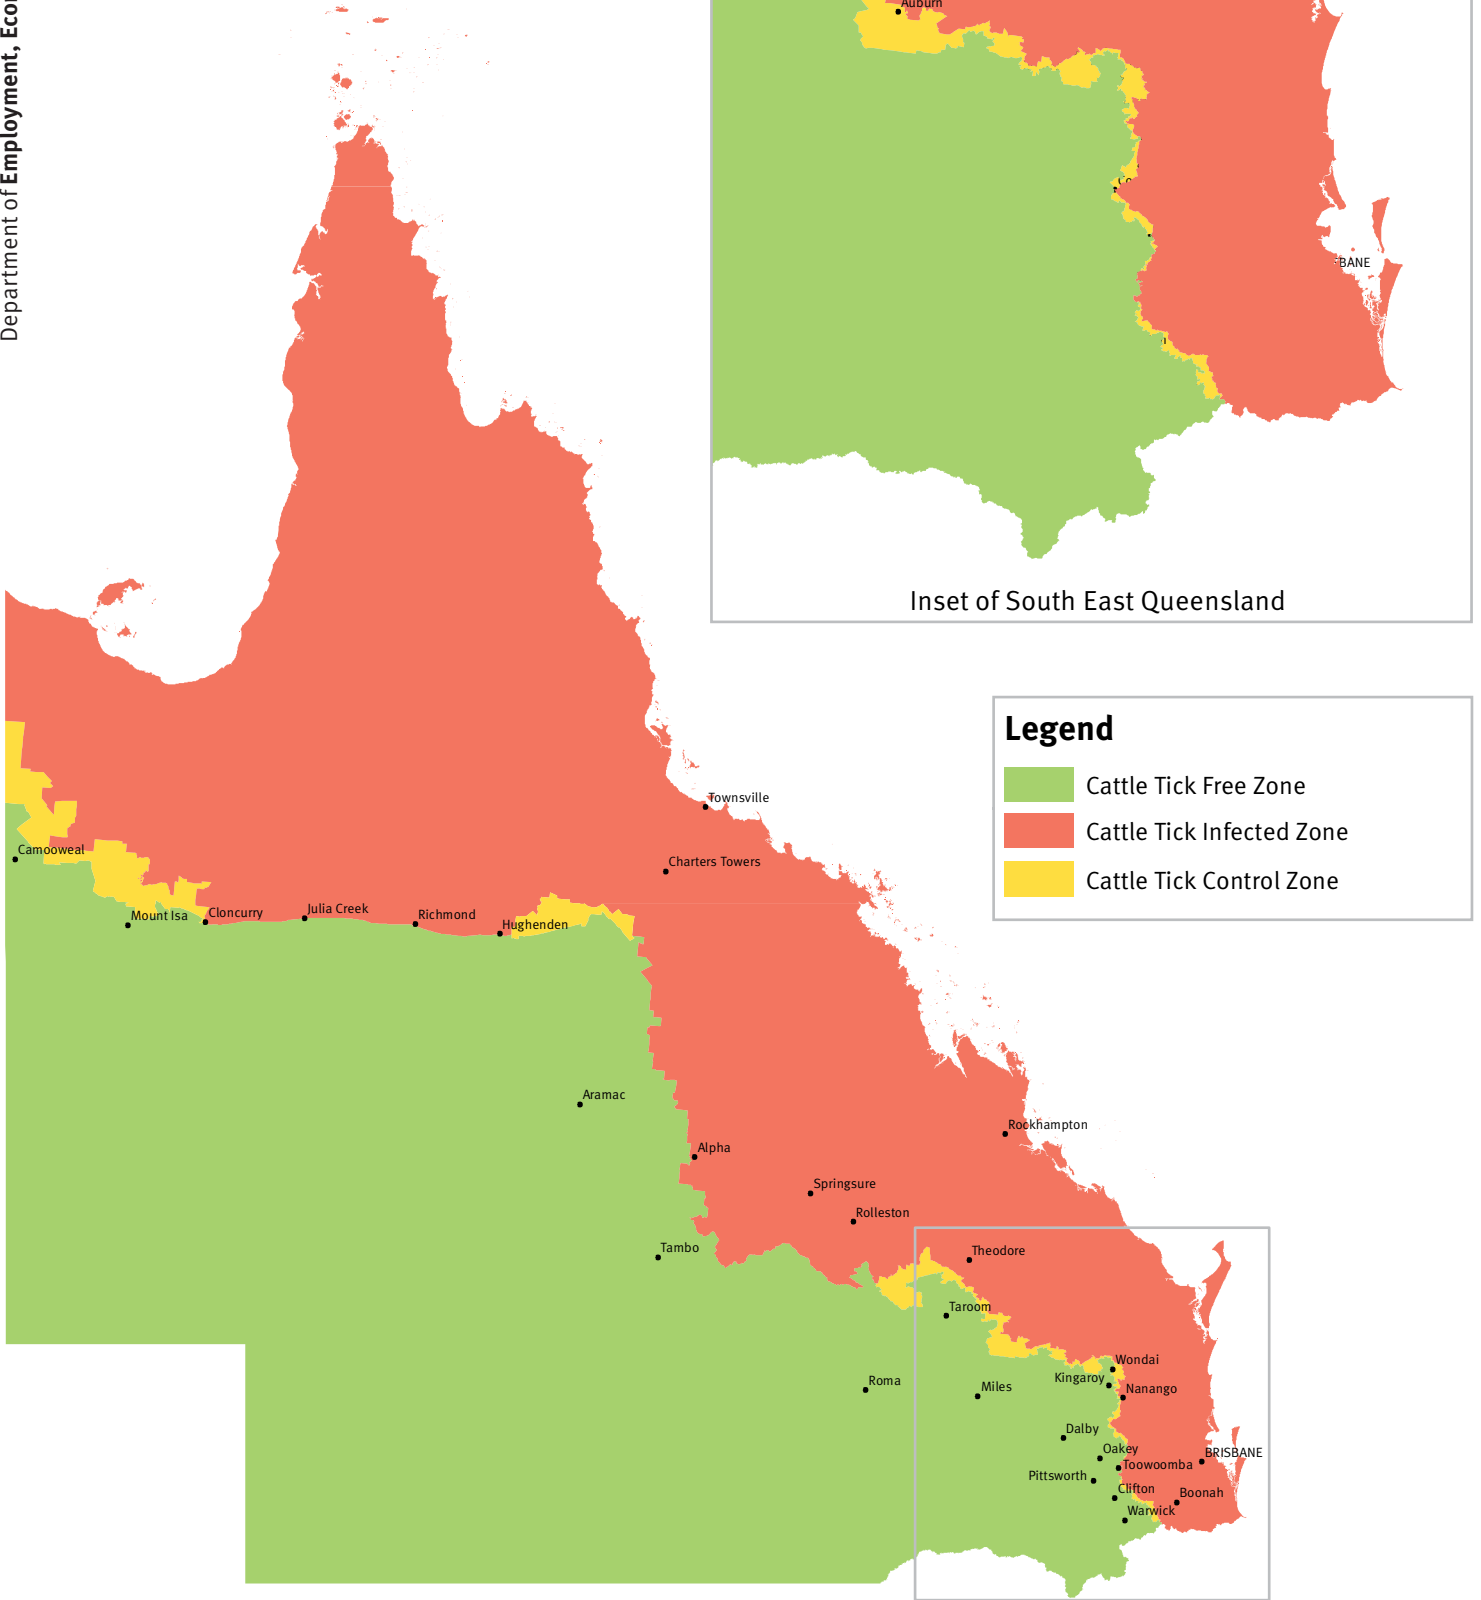 Department of Employment, Econ
Auburn
Co
BANE
Inset of South East Queensland
Legend
Cattle Tick Free Zone
Cattle Tick Infected Zone
Cattle Tick Control Zone
Townsville
Camooweal
Charters Towers
Mount Isa
Cloncurry
Julia Creek
Richmond
Hughenden
Aramac
Rockhampton
Alpha
Springsure
Rolleston
Tambo
Theodore
Taroom
Wondai
Kingaroy
Roma
Miles
Nanango
Dalby
Oakey
BRISBANE
Toowoomba
Pittsworth
Clifton
Boonah
Warwick